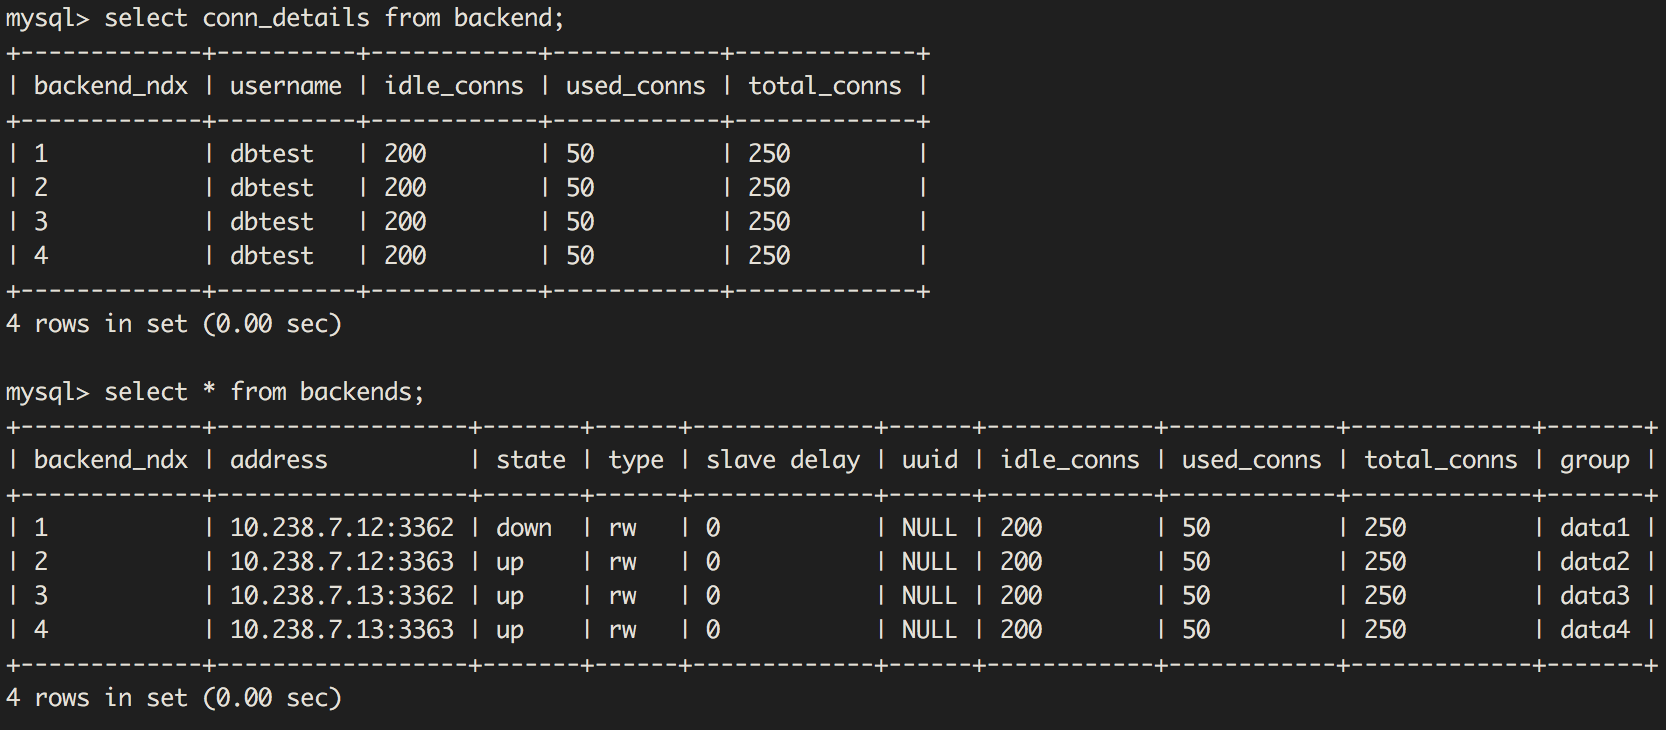 mysql> select conn_details from backend;
+-------------+----------+------------+------------+-------------+
| backend_ndx | username | idle_conns | used_conns | total_conns |
+-------------+----------+------------+------------+-------------+
| 1           | dbtest   | 200        | 50         | 250         |
| 2           | dbtest   | 200        | 50         | 250         |
| 3           | dbtest   | 200        | 50         | 250         |
| 4           | dbtest   | 200        | 50         | 250         |
+-------------+----------+------------+------------+-------------+
4 rows in set (0.00 sec)

mysql> select * from backends;
+-------------+------------------+-------+------+-------------+------+------------+------------+-------------+-------+
| backend_ndx | address          | state | type | slave delay | uuid | idle_conns | used_conns | total_conns | group |
+-------------+------------------+-------+------+-------------+------+------------+------------+-------------+-------+
| 1           | 10.238.7.12:3362 | down  | rw   | 0           | NULL | 200        | 50         | 250         | data1 |
| 2           | 10.238.7.12:3363 | up    | rw   | 0           | NULL | 200        | 50         | 250         | data2 |
| 3           | 10.238.7.13:3362 | up    | rw   | 0           | NULL | 200        | 50         | 250         | data3 |
| 4           | 10.238.7.13:3363 | up    | rw   | 0           | NULL | 200        | 50         | 250         | data4 |
+-------------+------------------+-------+------+-------------+------+------------+------------+-------------+-------+
4 rows in set (0.00 sec)